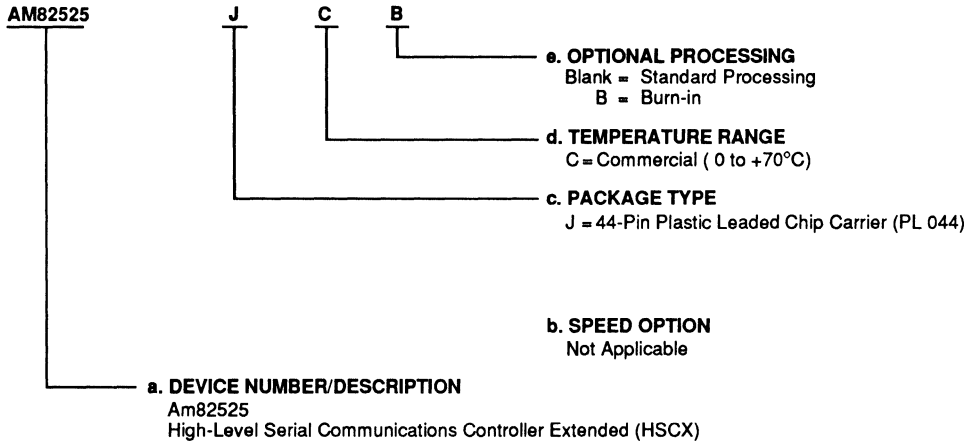 AM82525 J C B
e. OPTIONAL PROCESSING
Blank = Standard Processing
B = Burn-in
d. TEMPERATURE RANGE
C = Commercial ( 0 to +70°C)
c. PACKAGE TYPE
J = 44-Pin Plastic Leaded Chip Carrier (PL 044)
b. SPEED OPTION
Not Applicable
a. DEVICE NUMBER/DESCRIPTION
Am82525
High-Level Serial Communications Controller Extended (HSCX)